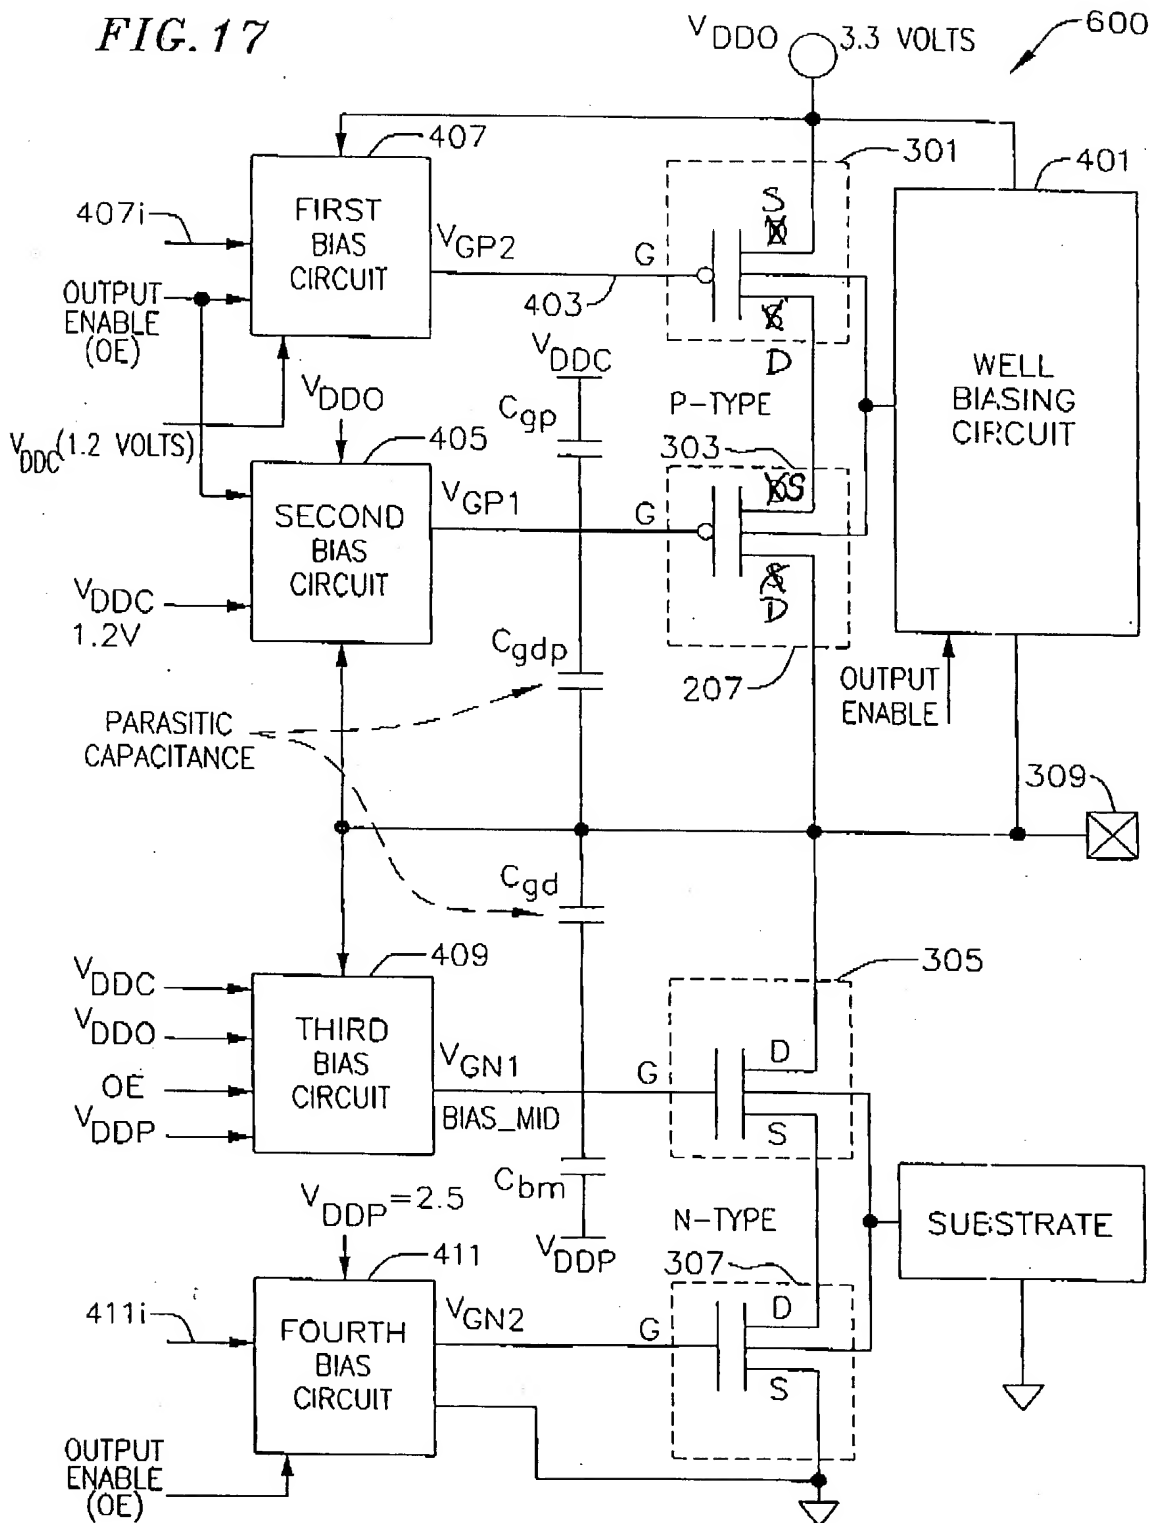 FIG. 17
VDDO 3.3 VOLTS
600
407
301
401
407i
FIRST
BIAS
CIRCUIT
VGP2
G
S
D
403
S
D
OUTPUT
ENABLE
(OE)
VDDC
VDDO
Cgp
P-TYPE
WELL
BIASING
CIRCUIT
VDDC (1.2 VOLTS)
405
303
SECOND
BIAS
CIRCUIT
VGP1
G
S
S
D
VDDC
1.2V
Cgdp
207
OUTPUT
ENABLE
PARASITIC
CAPACITANCE
309
Cgd
409
305
VDDC
VDDO
OE
VDDP
THIRD
BIAS
CIRCUIT
VGN1
BIAS_MID
G
D
S
Cbm
VDDP=2.5
N-TYPE
SUBSTRATE
VDDP
411
307
411i
FOURTH
BIAS
CIRCUIT
VGN2
G
D
S
OUTPUT
ENABLE
(OE)